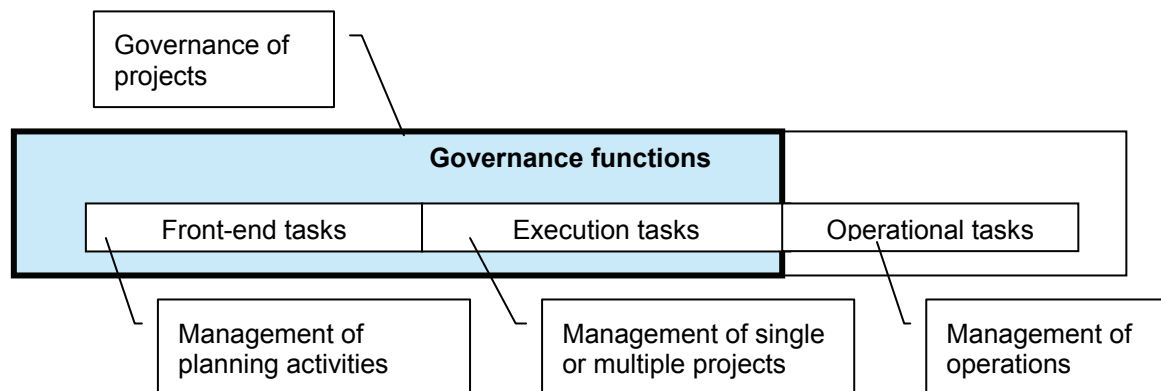 Governance of
projects
Governance functions
Front-end tasks
Execution tasks
Operational tasks
Management of
planning activities
Management of single
or multiple projects
Management of
operations